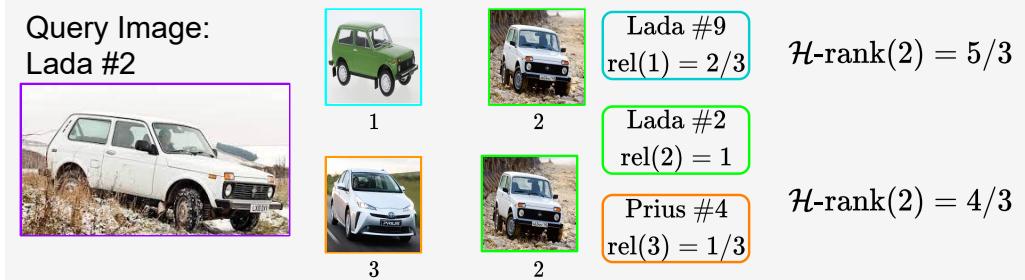 Query Image:
Lada #2
1
2
3
2
Lada #9
rel(1) = 2/3
Lada #2
rel(2) = 1
Prius #4
rel(3) = 1/3
ℋ-rank(2) = 5/3
ℋ-rank(2) = 4/3